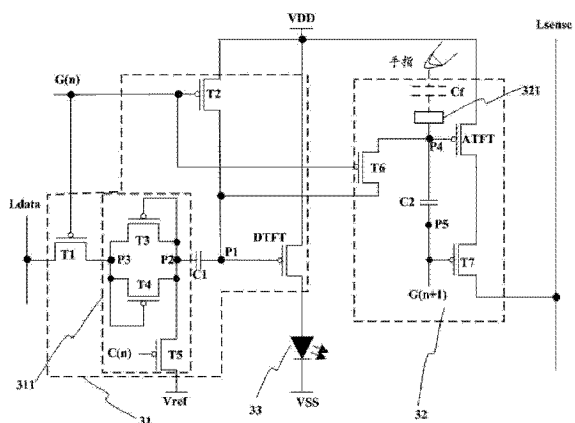 VDD
Lsense
G(n)
T2
手指
Cf
321
P4
ATFT
T6
C2
Ldata
P5
T3
P1
DTFT
T1
P3
P2
C1
T7
T4
G(n+1)
C(n)
T5
311
Vref
31
33
VSS
32